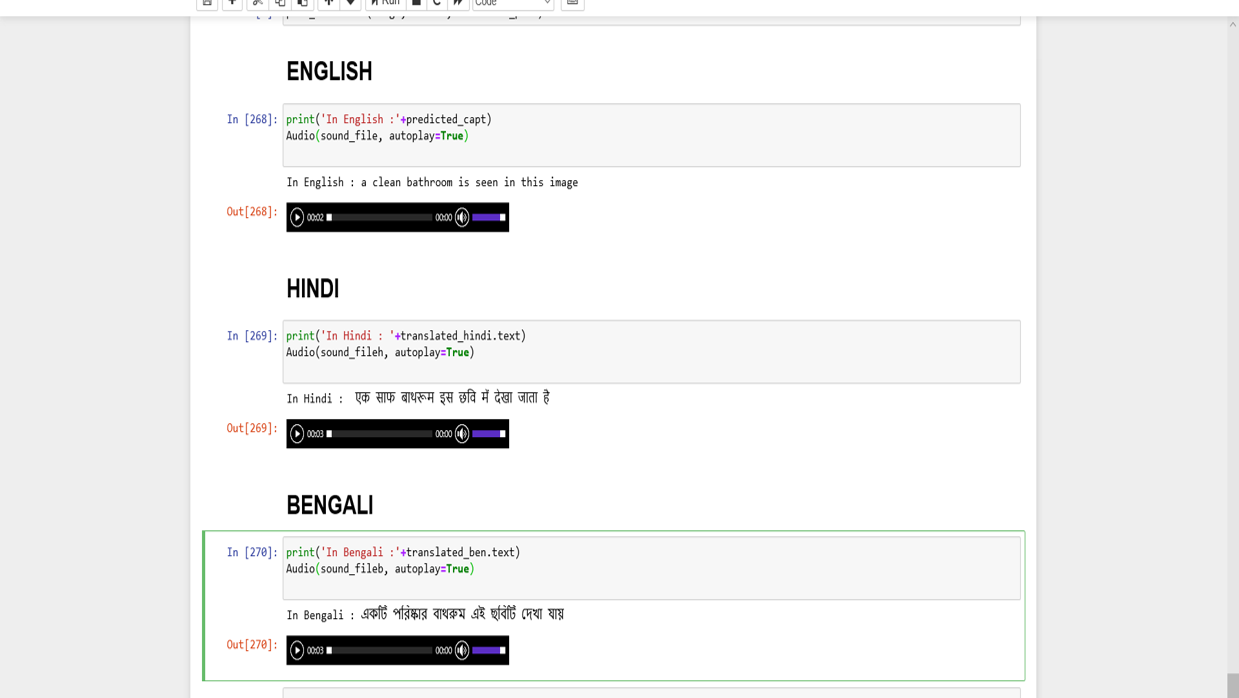 Run
Code
ENGLISH
In [268]:
print('In English :'+predicted_capt)
Audio(sound_file, autoplay=True)
In English : a clean bathroom is seen in this image
Out[268]:
00:02 00:00
HINDI
In [269]:
print('In Hindi : '+translated_hindi.text)
Audio(sound_fileh, autoplay=True)
In Hindi : एक साफ बाथरूम इस छवि में देखा जाता है
Out[269]:
00:03 00:00
BENGALI
In [270]:
print('In Bengali :'+translated_ben.text)
Audio(sound_fileb, autoplay=True)
In Bengali : একটি পরিষ্কার বাথরুম এই ছবিটি দেখা যায়
Out[270]:
00:03 00:00